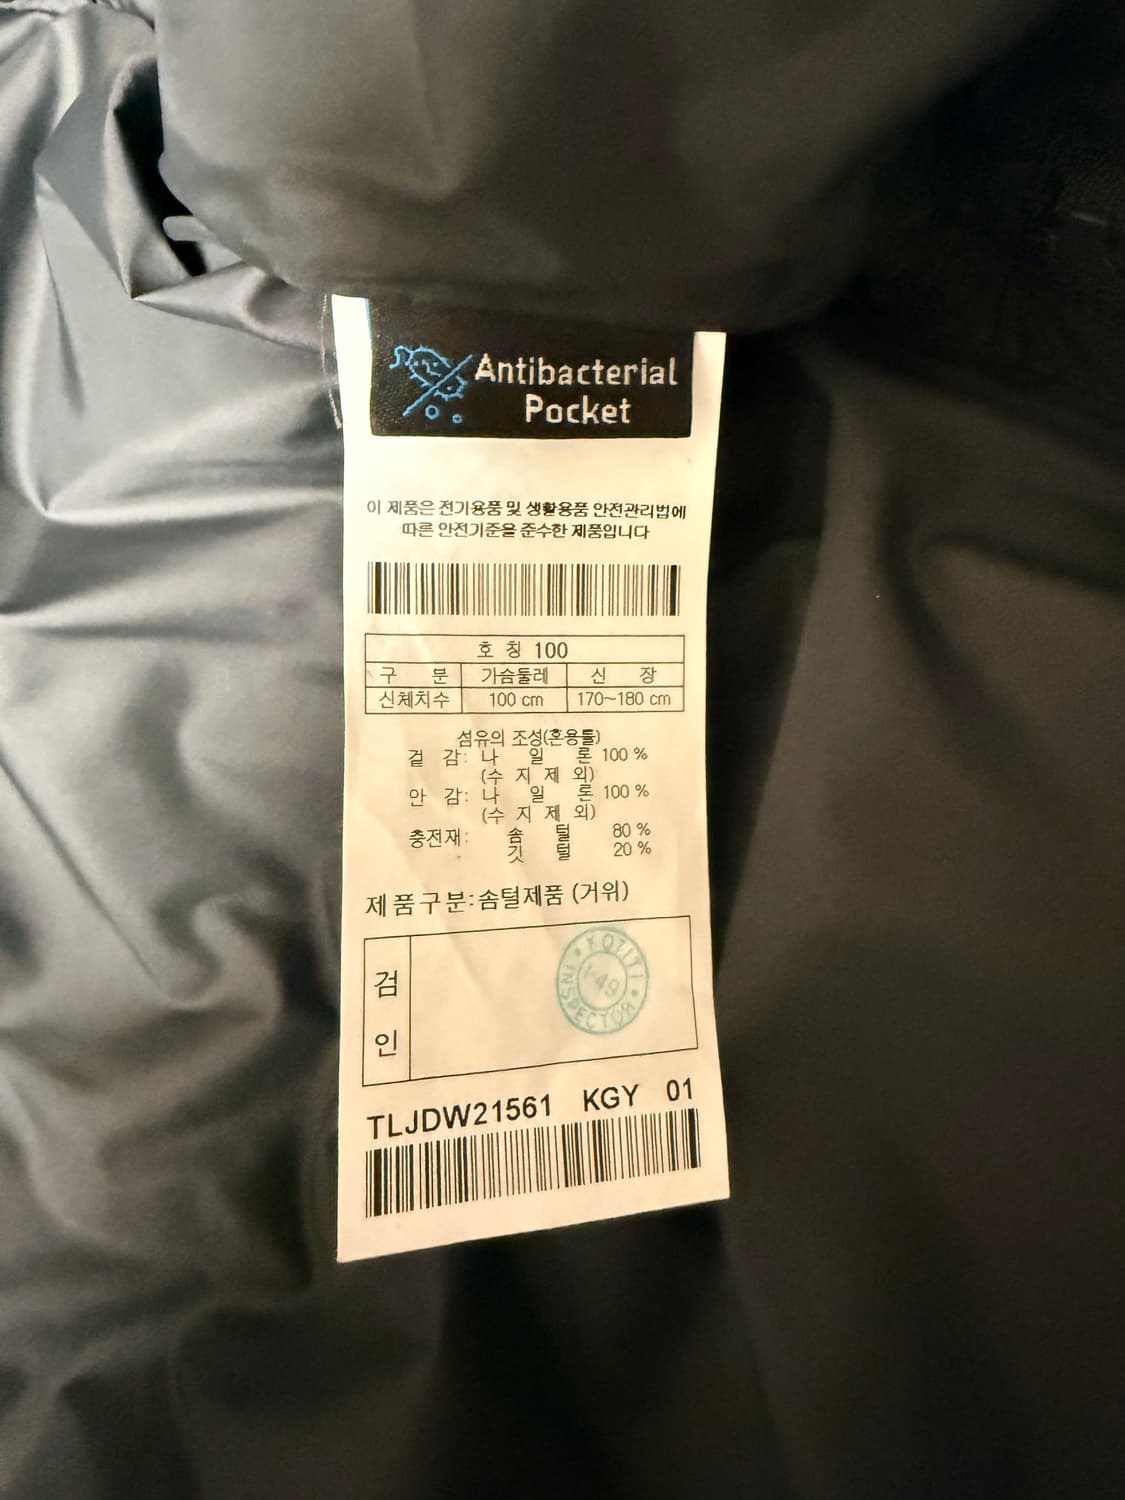 Antibacterial
Pocket
이 제품은 전기용품 및 생활용품 안전관리법에
따른 안전기준을 준수한 제품입니다
호 칭 100
구 분 가슴둘레 신 장
신체치수 100 cm 170~180 cm
섬유의 조성(혼용률)
겉 감: 나 일 론 100 %
(수 지 제 외)
안 감: 나 일 론 100 %
(수 지 제 외)
충전재: 솜 털 80 %
깃 털 20 %
제품구분:솜털제품 (거위)
검
인
KOTITI
1-49
INSPECTOR
TLJDW21561 KGY 01